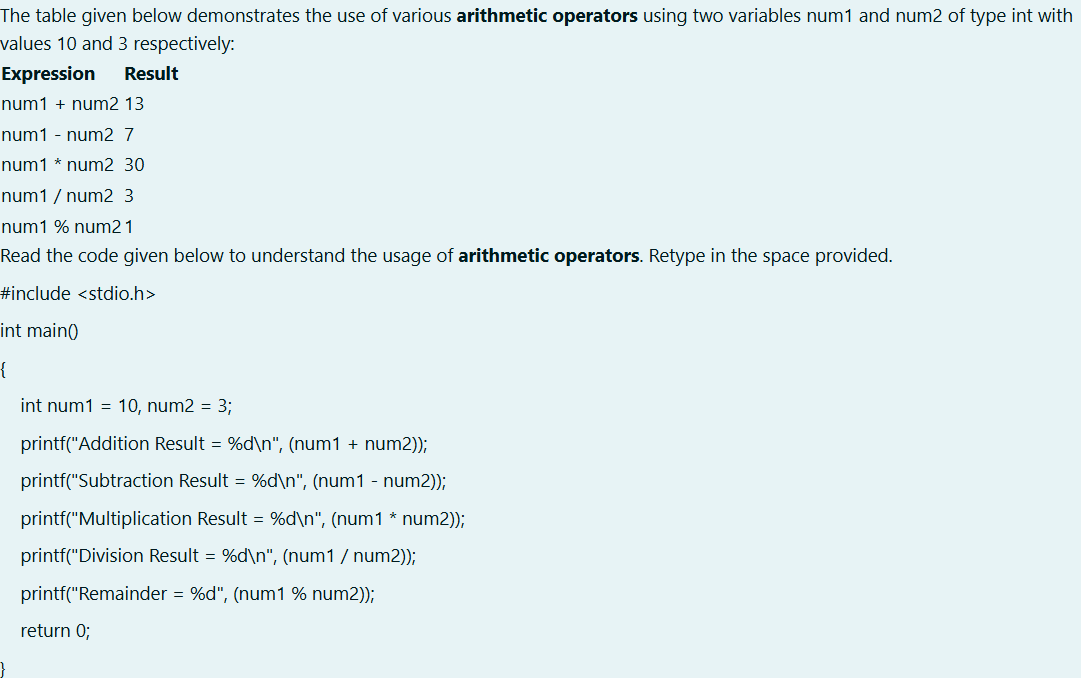 The table given below demonstrates the use of various arithmetic operators using two variables num1 and num2 of type int with
values 10 and 3 respectively:
Expression Result
num1 + num2 13
num1 - num2 7
num1 * num2 30
num1 / num2 3
num1 % num2 1
Read the code given below to understand the usage of arithmetic operators. Retype in the space provided.
#include <stdio.h>
int main()
{
int num1 = 10, num2 = 3;
printf("Addition Result = %d\n", (num1 + num2));
printf("Subtraction Result = %d\n", (num1 - num2));
printf("Multiplication Result = %d\n", (num1 * num2));
printf("Division Result = %d\n", (num1 / num2));
printf("Remainder = %d", (num1 % num2));
return 0;
}